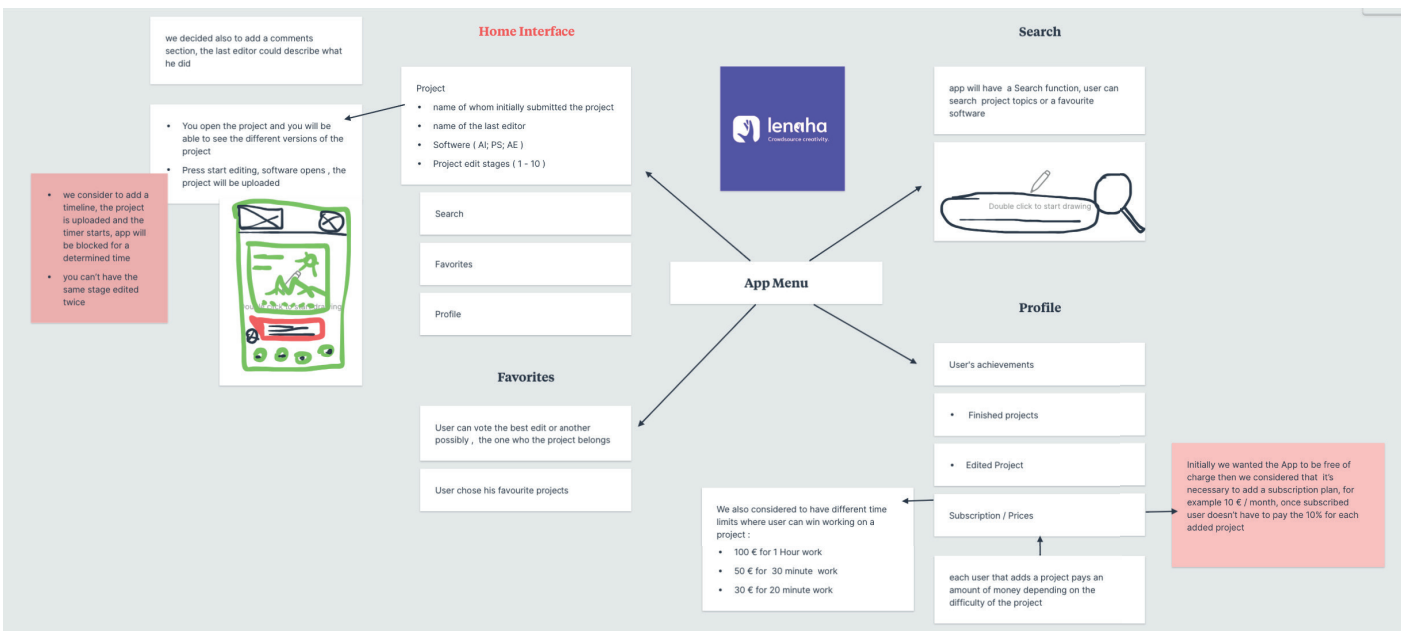 we decided also to add a comments
section, the last editor could describe what
he did
• You open the project and you will be
able to see the different versions of the
project
• Press start editing, software opens , the
project will be uploaded
• we consider to add a
timeline, the project
is uploaded and the
timer starts, app will
be blocked for a
determined time
• you can't have the
same stage edited
twice
Double click to start drawing
Home Interface
Project
• name of whom initially submitted the project
• name of the last editor
• Softwere ( AI; PS; AE )
• Project edit stages ( 1 - 10 )
Search
Favorites
Profile
Favorites
User can vote the best edit or another
possibly , the one who the project belongs
User chose his favourite projects
lenaha
Crowdsource creativity.
App Menu
Search
app will have a Search function, user can
search project topics or a favourite
software
Double click to start drawing
Profile
User's achievements
• Finished projects
• Edited Project
Subscription / Prices
each user that adds a project pays an
amount of money depending on the
difficulty of the project
We also considered to have different time
limits where user can win working on a
project :
• 100 € for 1 Hour work
• 50 € for 30 minute work
• 30 € for 20 minute work
Initially we wanted the App to be free of
charge then we considered that it's
necessary to add a subscription plan, for
example 10 € / month, once subscribed
user doesn't have to pay the 10% for each
added project